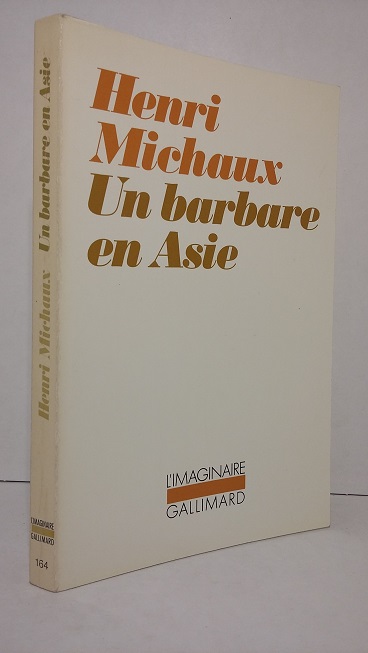 Henri
Michaux
Un barbare
en Asie
L'IMAGINAIRE
GALLIMARD
Henri Michaux Un barbare en Asie
L'IMAGINAIRE
GALLIMARD
164